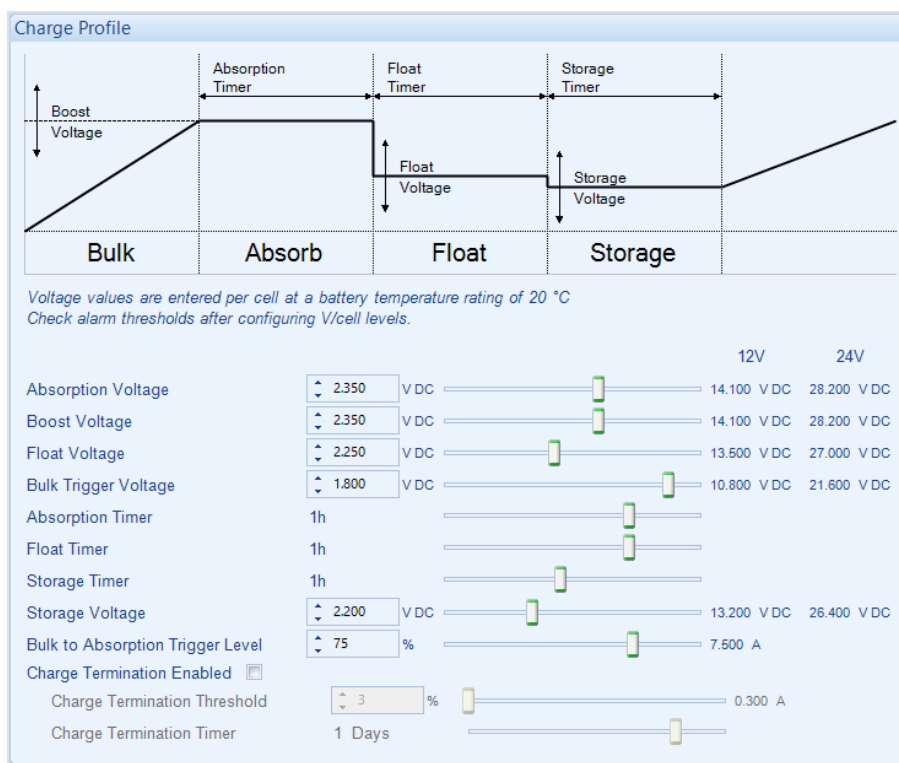 Charge Profile
Absorption Timer
Float Timer
Storage Timer
Boost Voltage
Float Voltage
Storage Voltage
Bulk Absorb Float Storage
Voltage values are entered per cell at a battery temperature rating of 20 °C
Check alarm thresholds after configuring V/cell levels.
12V 24V
Absorption Voltage 2.350 V DC 14.100 V DC 28.200 V DC
Boost Voltage 2.350 V DC 14.100 V DC 28.200 V DC
Float Voltage 2.250 V DC 13.500 V DC 27.000 V DC
Bulk Trigger Voltage 1.800 V DC 10.800 V DC 21.600 V DC
Absorption Timer 1h
Float Timer 1h
Storage Timer 1h
Storage Voltage 2.200 V DC 13.200 V DC 26.400 V DC
Bulk to Absorption Trigger Level 75 % 7.500 A
Charge Termination Enabled
Charge Termination Threshold 3 % 0.300 A
Charge Termination Timer 1 Days